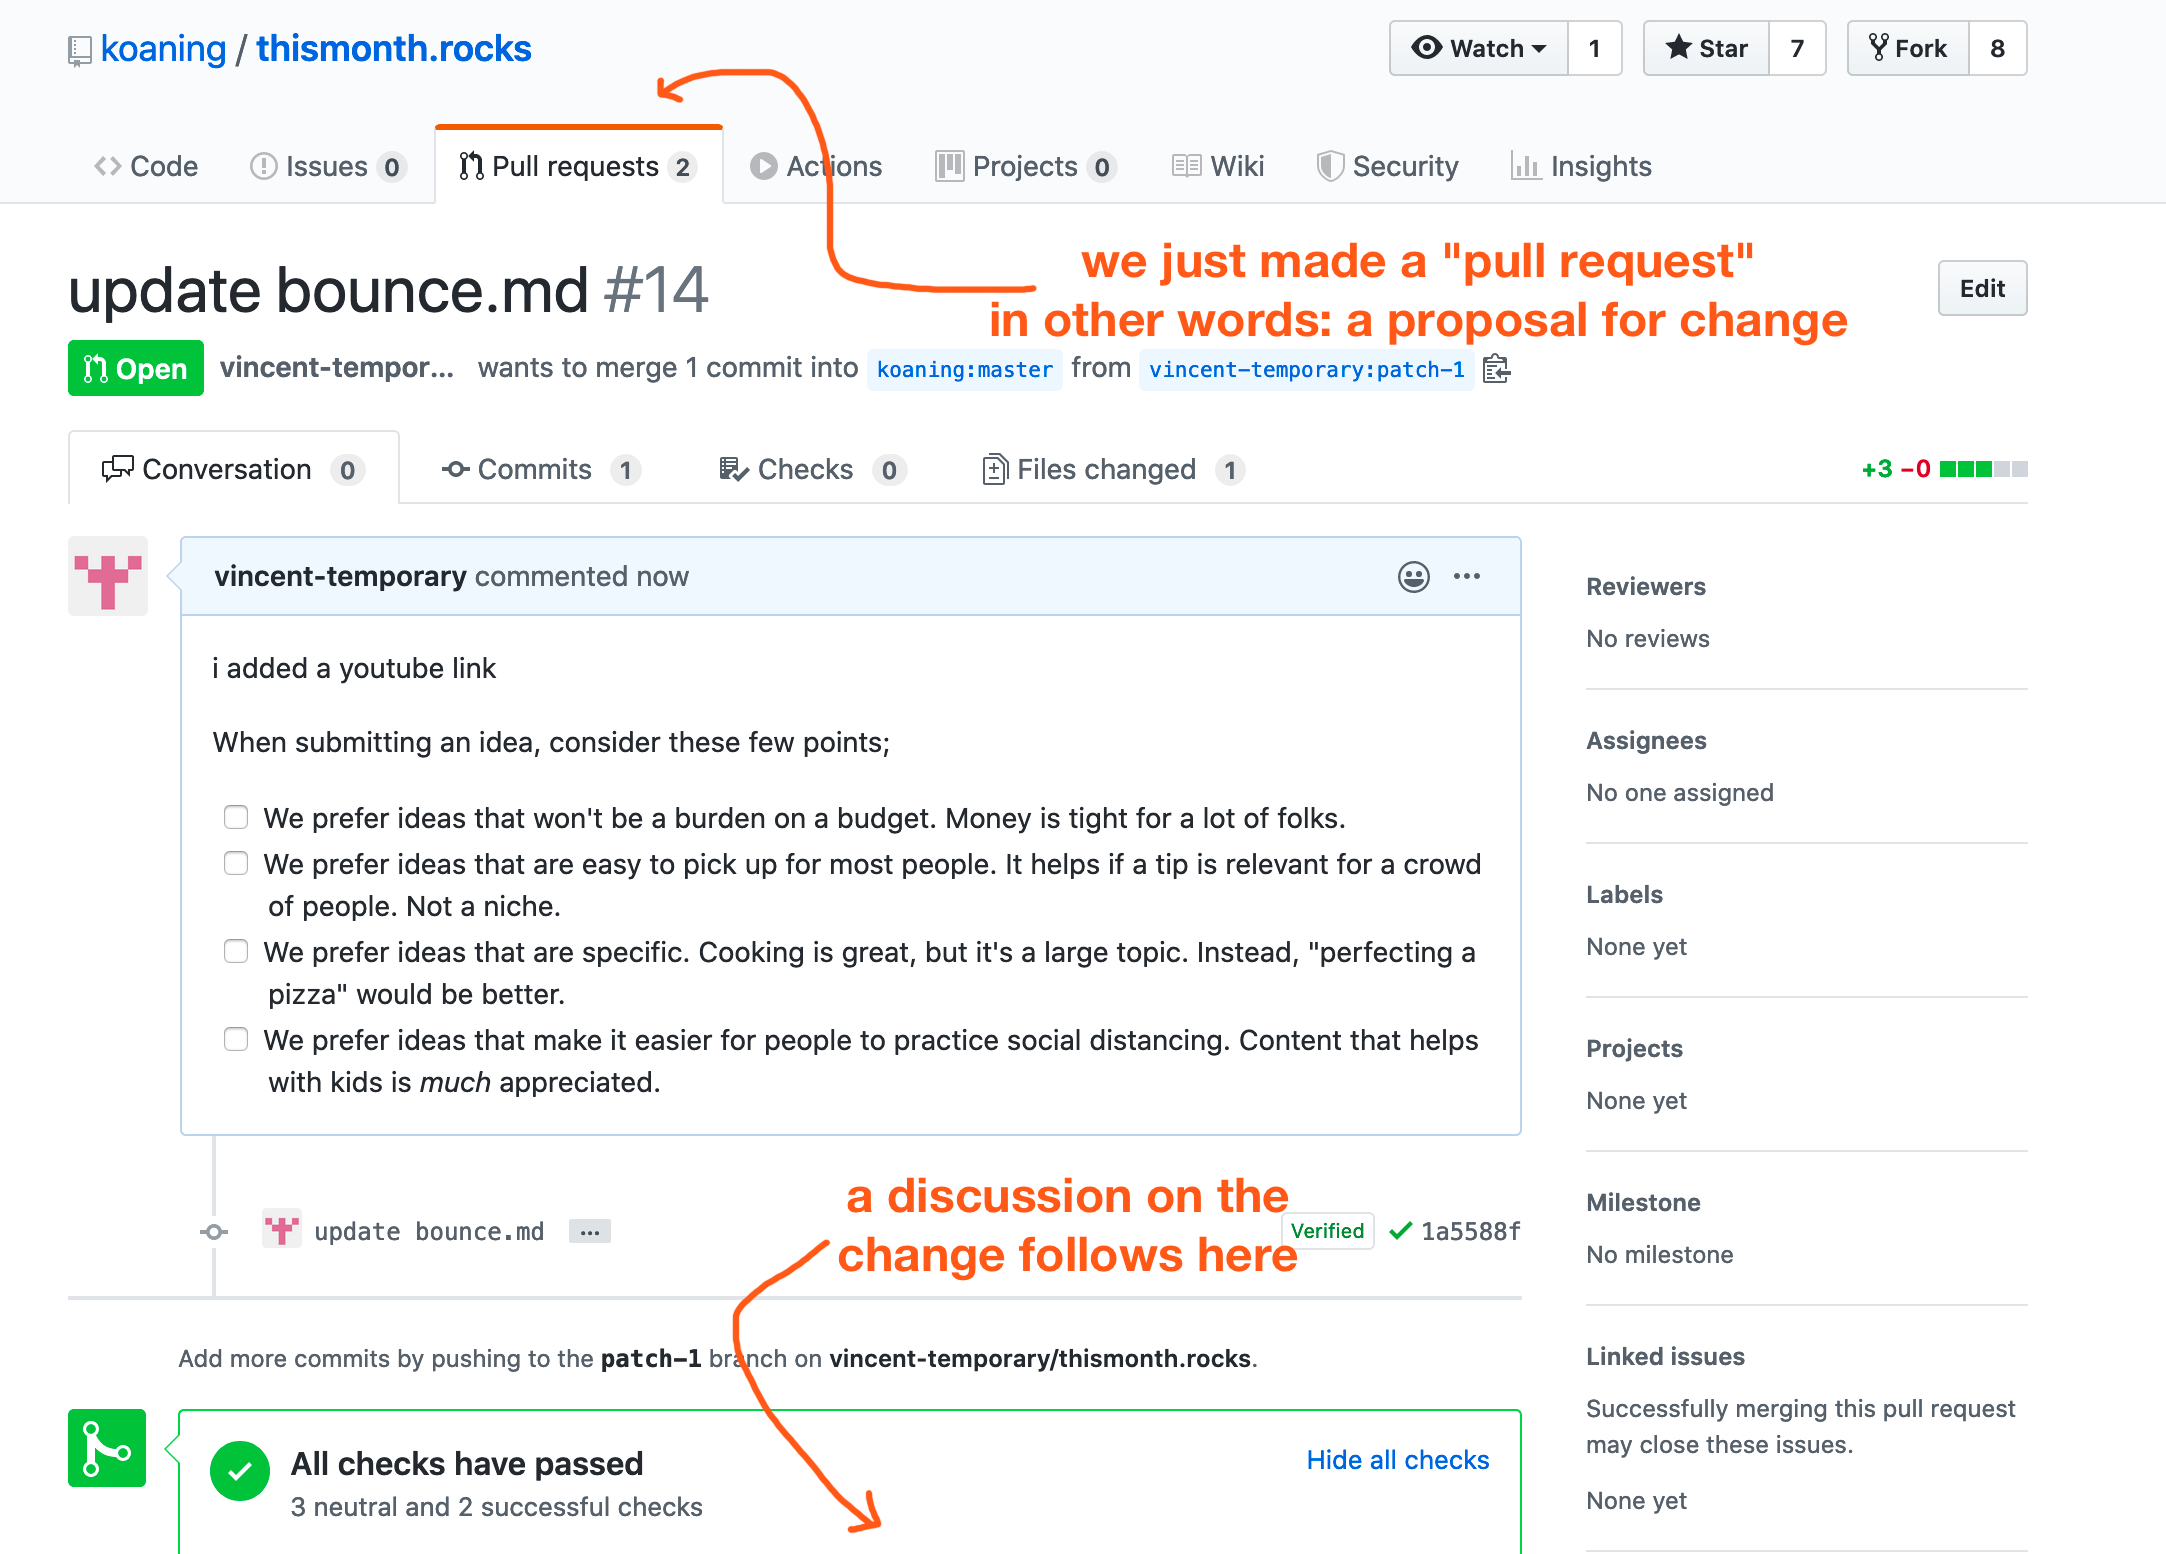 koaning / thismonth.rocks
Watch 1 Star 7 Fork 8
Code Issues 0 Pull requests 2 Actions Projects 0 Wiki Security Insights
we just made a "pull request"
in other words: a proposal for change
update bounce.md #14
Edit
Open vincent-tempor... wants to merge 1 commit into koaning:master from vincent-temporary:patch-1
Conversation 0 Commits 1 Checks 0 Files changed 1
+3 −0
vincent-temporary commented now
i added a youtube link
When submitting an idea, consider these few points;
We prefer ideas that won't be a burden on a budget. Money is tight for a lot of folks.
We prefer ideas that are easy to pick up for most people. It helps if a tip is relevant for a crowd
of people. Not a niche.
We prefer ideas that are specific. Cooking is great, but it's a large topic. Instead, "perfecting a
pizza" would be better.
We prefer ideas that make it easier for people to practice social distancing. Content that helps
with kids is much appreciated.
Reviewers
No reviews
Assignees
No one assigned
Labels
None yet
Projects
None yet
Milestone
No milestone
Linked issues
Successfully merging this pull request
may close these issues.
None yet
a discussion on the
change follows here
update bounce.md ... Verified 1a5588f
Add more commits by pushing to the patch-1 branch on vincent-temporary/thismonth.rocks.
All checks have passed
Hide all checks
3 neutral and 2 successful checks